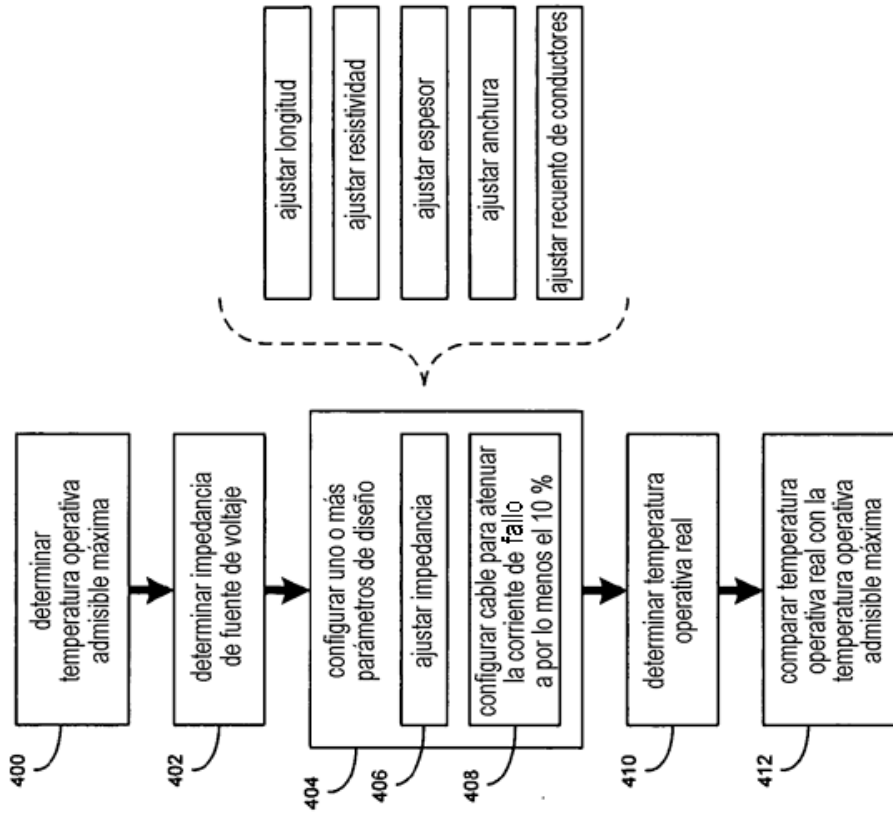 400
determinar
temperatura operativa
admisible máxima
402
determinar impedancia
de fuente de voltaje
404
configurar uno o más
parámetros de diseño
406
ajustar impedancia
408
configurar cable para atenuar
la corriente de fallo
a por lo menos el 10 %
410
determinar temperatura
operativa real
412
comparar temperatura
operativa real con la
temperatura operativa
admisible máxima
ajustar longitud
ajustar resistividad
ajustar espesor
ajustar anchura
ajustar recuento de conductores